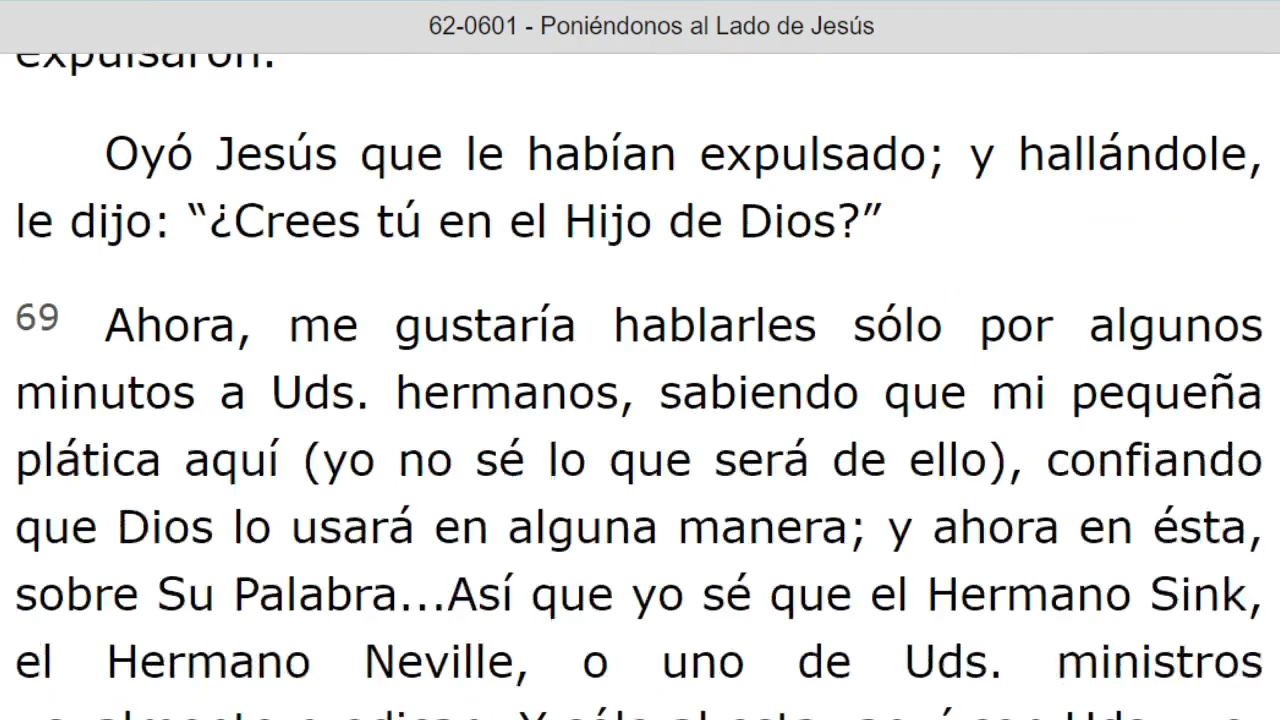 62-0601 - Poniéndonos al Lado de Jesús
expulsaron.
Oyó Jesús que le habían expulsado; y hallándole,
le dijo: “¿Crees tú en el Hijo de Dios?”
69 Ahora, me gustaría hablarles sólo por algunos
minutos a Uds. hermanos, sabiendo que mi pequeña
plática aquí (yo no sé lo que será de ello), confiando
que Dios lo usará en alguna manera; y ahora en ésta,
sobre Su Palabra...Así que yo sé que el Hermano Sink,
el Hermano Neville, o uno de Uds. ministros